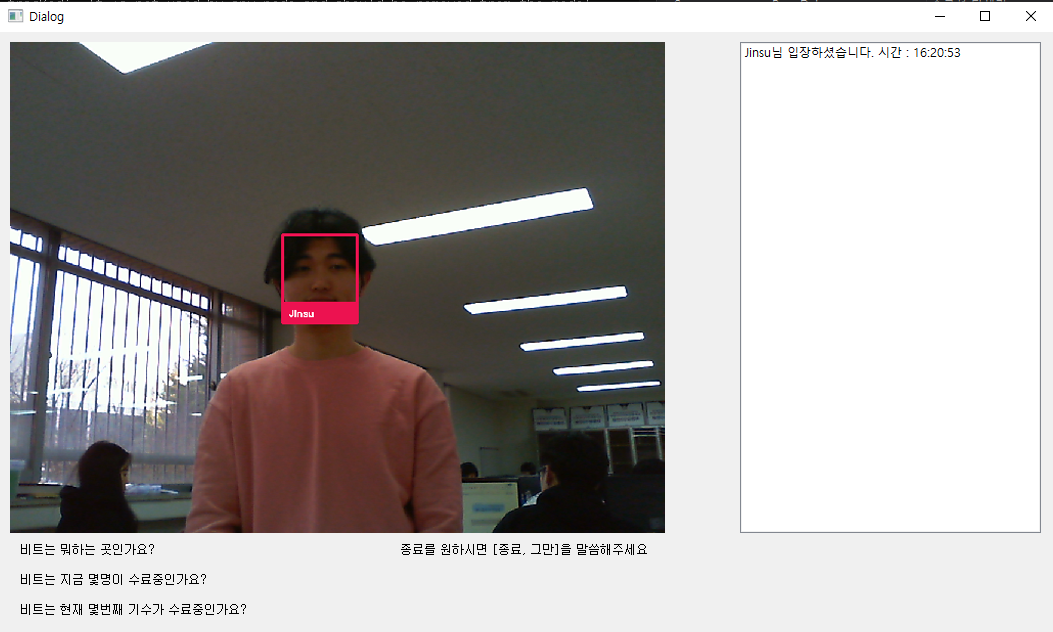 Dialog
Jinsu님 입장하셨습니다. 시간 : 16:20:53
Jinsu
비트는 뭐하는 곳인가요?
종료를 원하시면 [종료, 그만]을 말씀해주세요
비트는 지금 몇명이 수료중인가요?
비트는 현재 몇번째 기수가 수료중인가요?